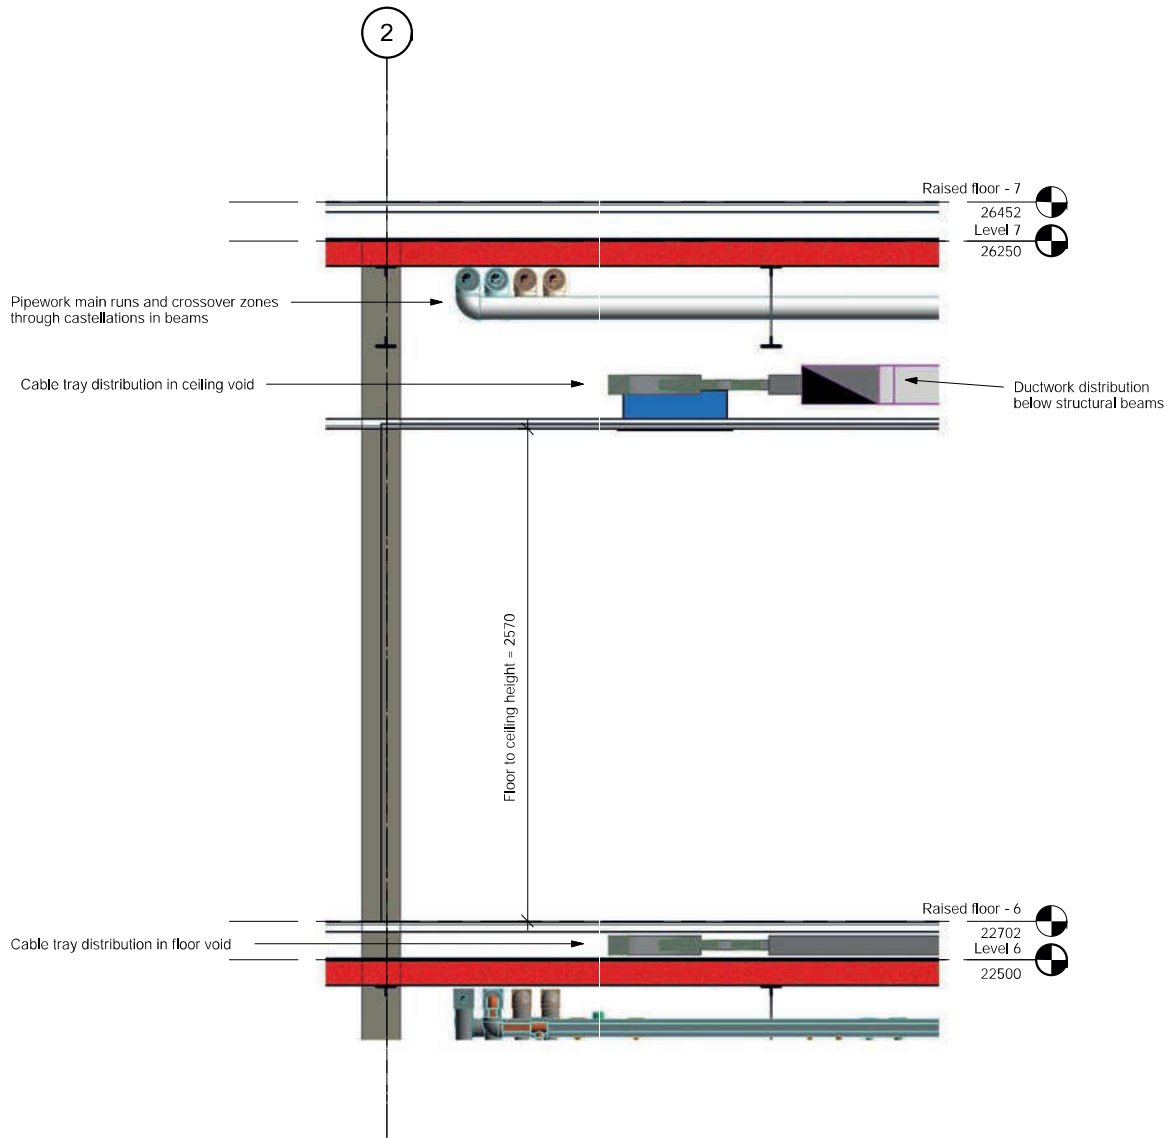 2
Raised floor - 7
26452
Level 7
26250
Pipework main runs and crossover zones
through castellations in beams
Cable tray distribution in ceiling void
Ductwork distribution
below structural beams
Floor to ceiling height = 2570
Raised floor - 6
22702
Level 6
22500
Cable tray distribution in floor void